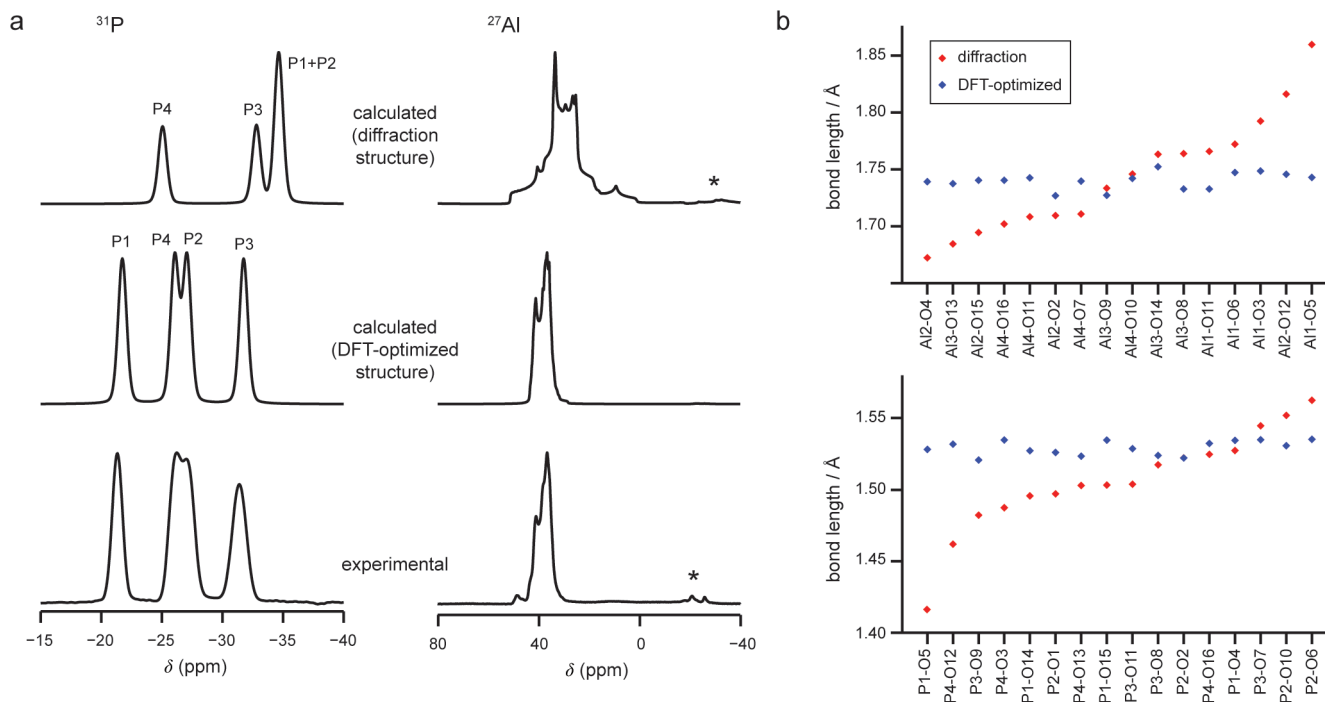 a
³¹P
²⁷Al
P4
P3
P1+P2
calculated
(diffraction
structure)
*
P1
P4
P2
P3
calculated
(DFT-optimized
structure)
experimental
*
−15
−20
−25
−30
−35
−40
δ (ppm)
80
40
0
−40
δ (ppm)
b
diffraction
DFT-optimized
bond length / Å
1.85
1.80
1.75
1.70
Al2-O4
Al3-O13
Al2-O15
Al4-O16
Al4-O11
Al2-O2
Al4-O7
Al3-O9
Al4-O10
Al3-O14
Al3-O8
Al1-O11
Al1-O6
Al1-O3
Al2-O12
Al1-O5
bond length / Å
1.55
1.50
1.45
1.40
P1-O5
P4-O12
P3-O9
P4-O3
P1-O14
P2-O1
P4-O13
P1-O15
P3-O11
P3-O8
P2-O2
P4-O16
P1-O4
P3-O7
P2-O10
P2-O6